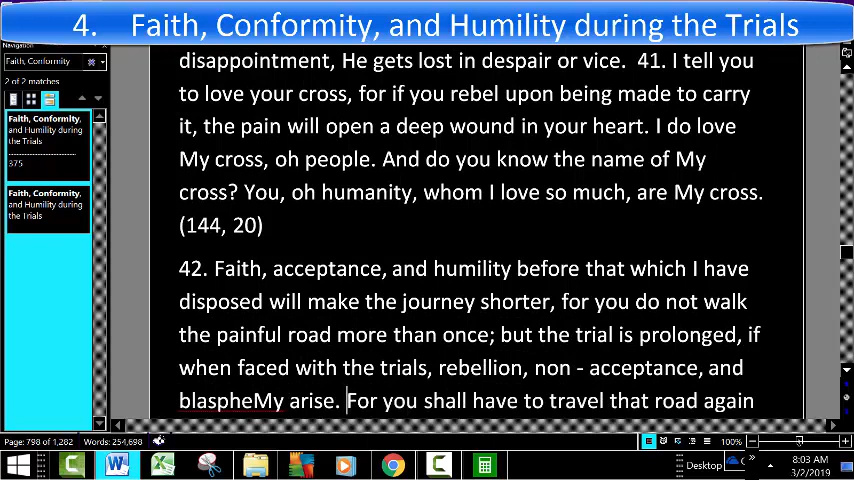 4. Faith, Conformity, and Humility during the Trials
Navigation
Faith, Conformity
2 of 2 matches
Faith, Conformity,
and Humility during
the Trials
375
Faith, Conformity,
and Humility during
the Trials
disappointment, He gets lost in despair or vice. 41. I tell you
to love your cross, for if you rebel upon being made to carry
it, the pain will open a deep wound in your heart. I do love
My cross, oh people. And do you know the name of My
cross? You, oh humanity, whom I love so much, are My cross.
(144, 20)
42. Faith, acceptance, and humility before that which I have
disposed will make the journey shorter, for you do not walk
the painful road more than once; but the trial is prolonged, if
when faced with the trials, rebellion, non - acceptance, and
blaspheMy arise. For you shall have to travel that road again
Page: 798 of 1,282 Words: 254,698
100%
Desktop
8:03 AM
3/2/2019